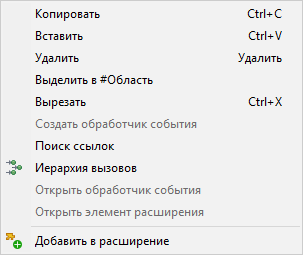 Копировать Ctrl+C
Вставить Ctrl+V
Удалить Удалить
Выделить в #Область
Вырезать Ctrl+X
Создать обработчик события
Поиск ссылок
Иерархия вызовов
Открыть обработчик события
Открыть элемент расширения
Добавить в расширение